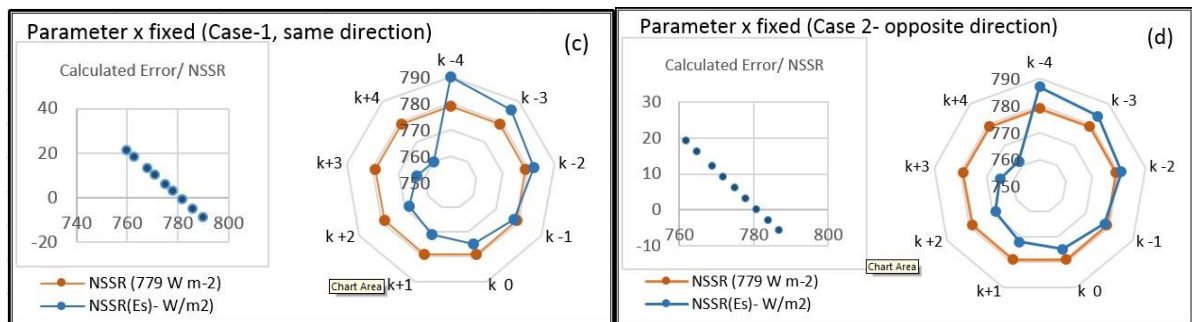 Parameter x fixed (Case-1, same direction)
(c)
Calculated Error/ NSSR
40
20
0
-20
740
760
780
800
k -4
k -3
k -2
k -1
k 0
k+1
k +2
k+3
k+4
790
780
770
760
750
NSSR (779 W m-2)
NSSR(Es)- W/m2)
Chart Area
Parameter x fixed (Case 2- opposite direction)
(d)
Calculated Error/ NSSR
30
20
10
0
-10
760
780
800
k -4
k -3
k -2
k -1
k 0
k+1
k +2
k+3
k+4
790
780
770
760
750
NSSR (779 W m-2)
NSSR(Es)- W/m2)
Chart Area